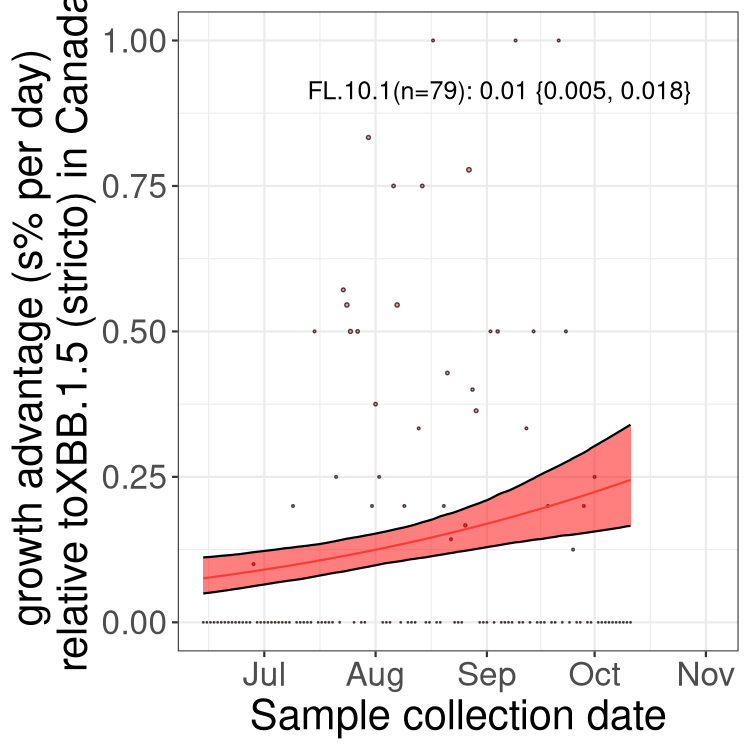 growth advantage (s% per day)
relative toXBB.1.5 (stricto) in Canada
1.00
0.75
0.50
0.25
0.00
FL.10.1(n=79): 0.01 {0.005, 0.018}
Jul Aug Sep Oct Nov
Sample collection date